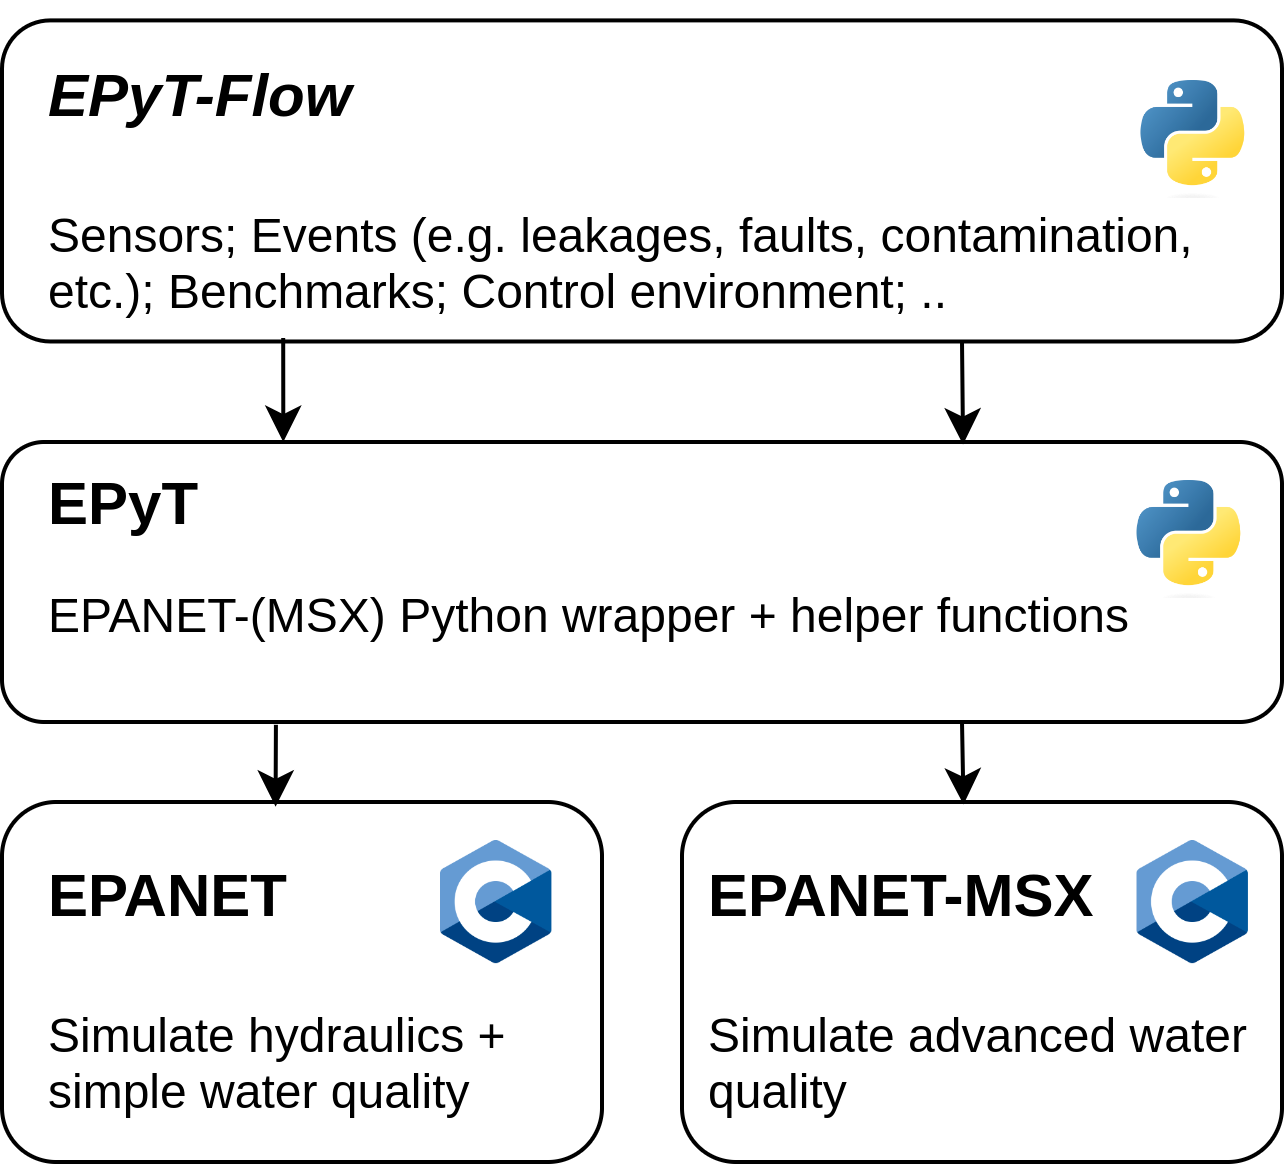 EPyT-Flow
Sensors; Events (e.g. leakages, faults, contamination,
etc.); Benchmarks; Control environment; ..
EPyT
EPANET-(MSX) Python wrapper + helper functions
EPANET
Simulate hydraulics +
simple water quality
EPANET-MSX
Simulate advanced water
quality